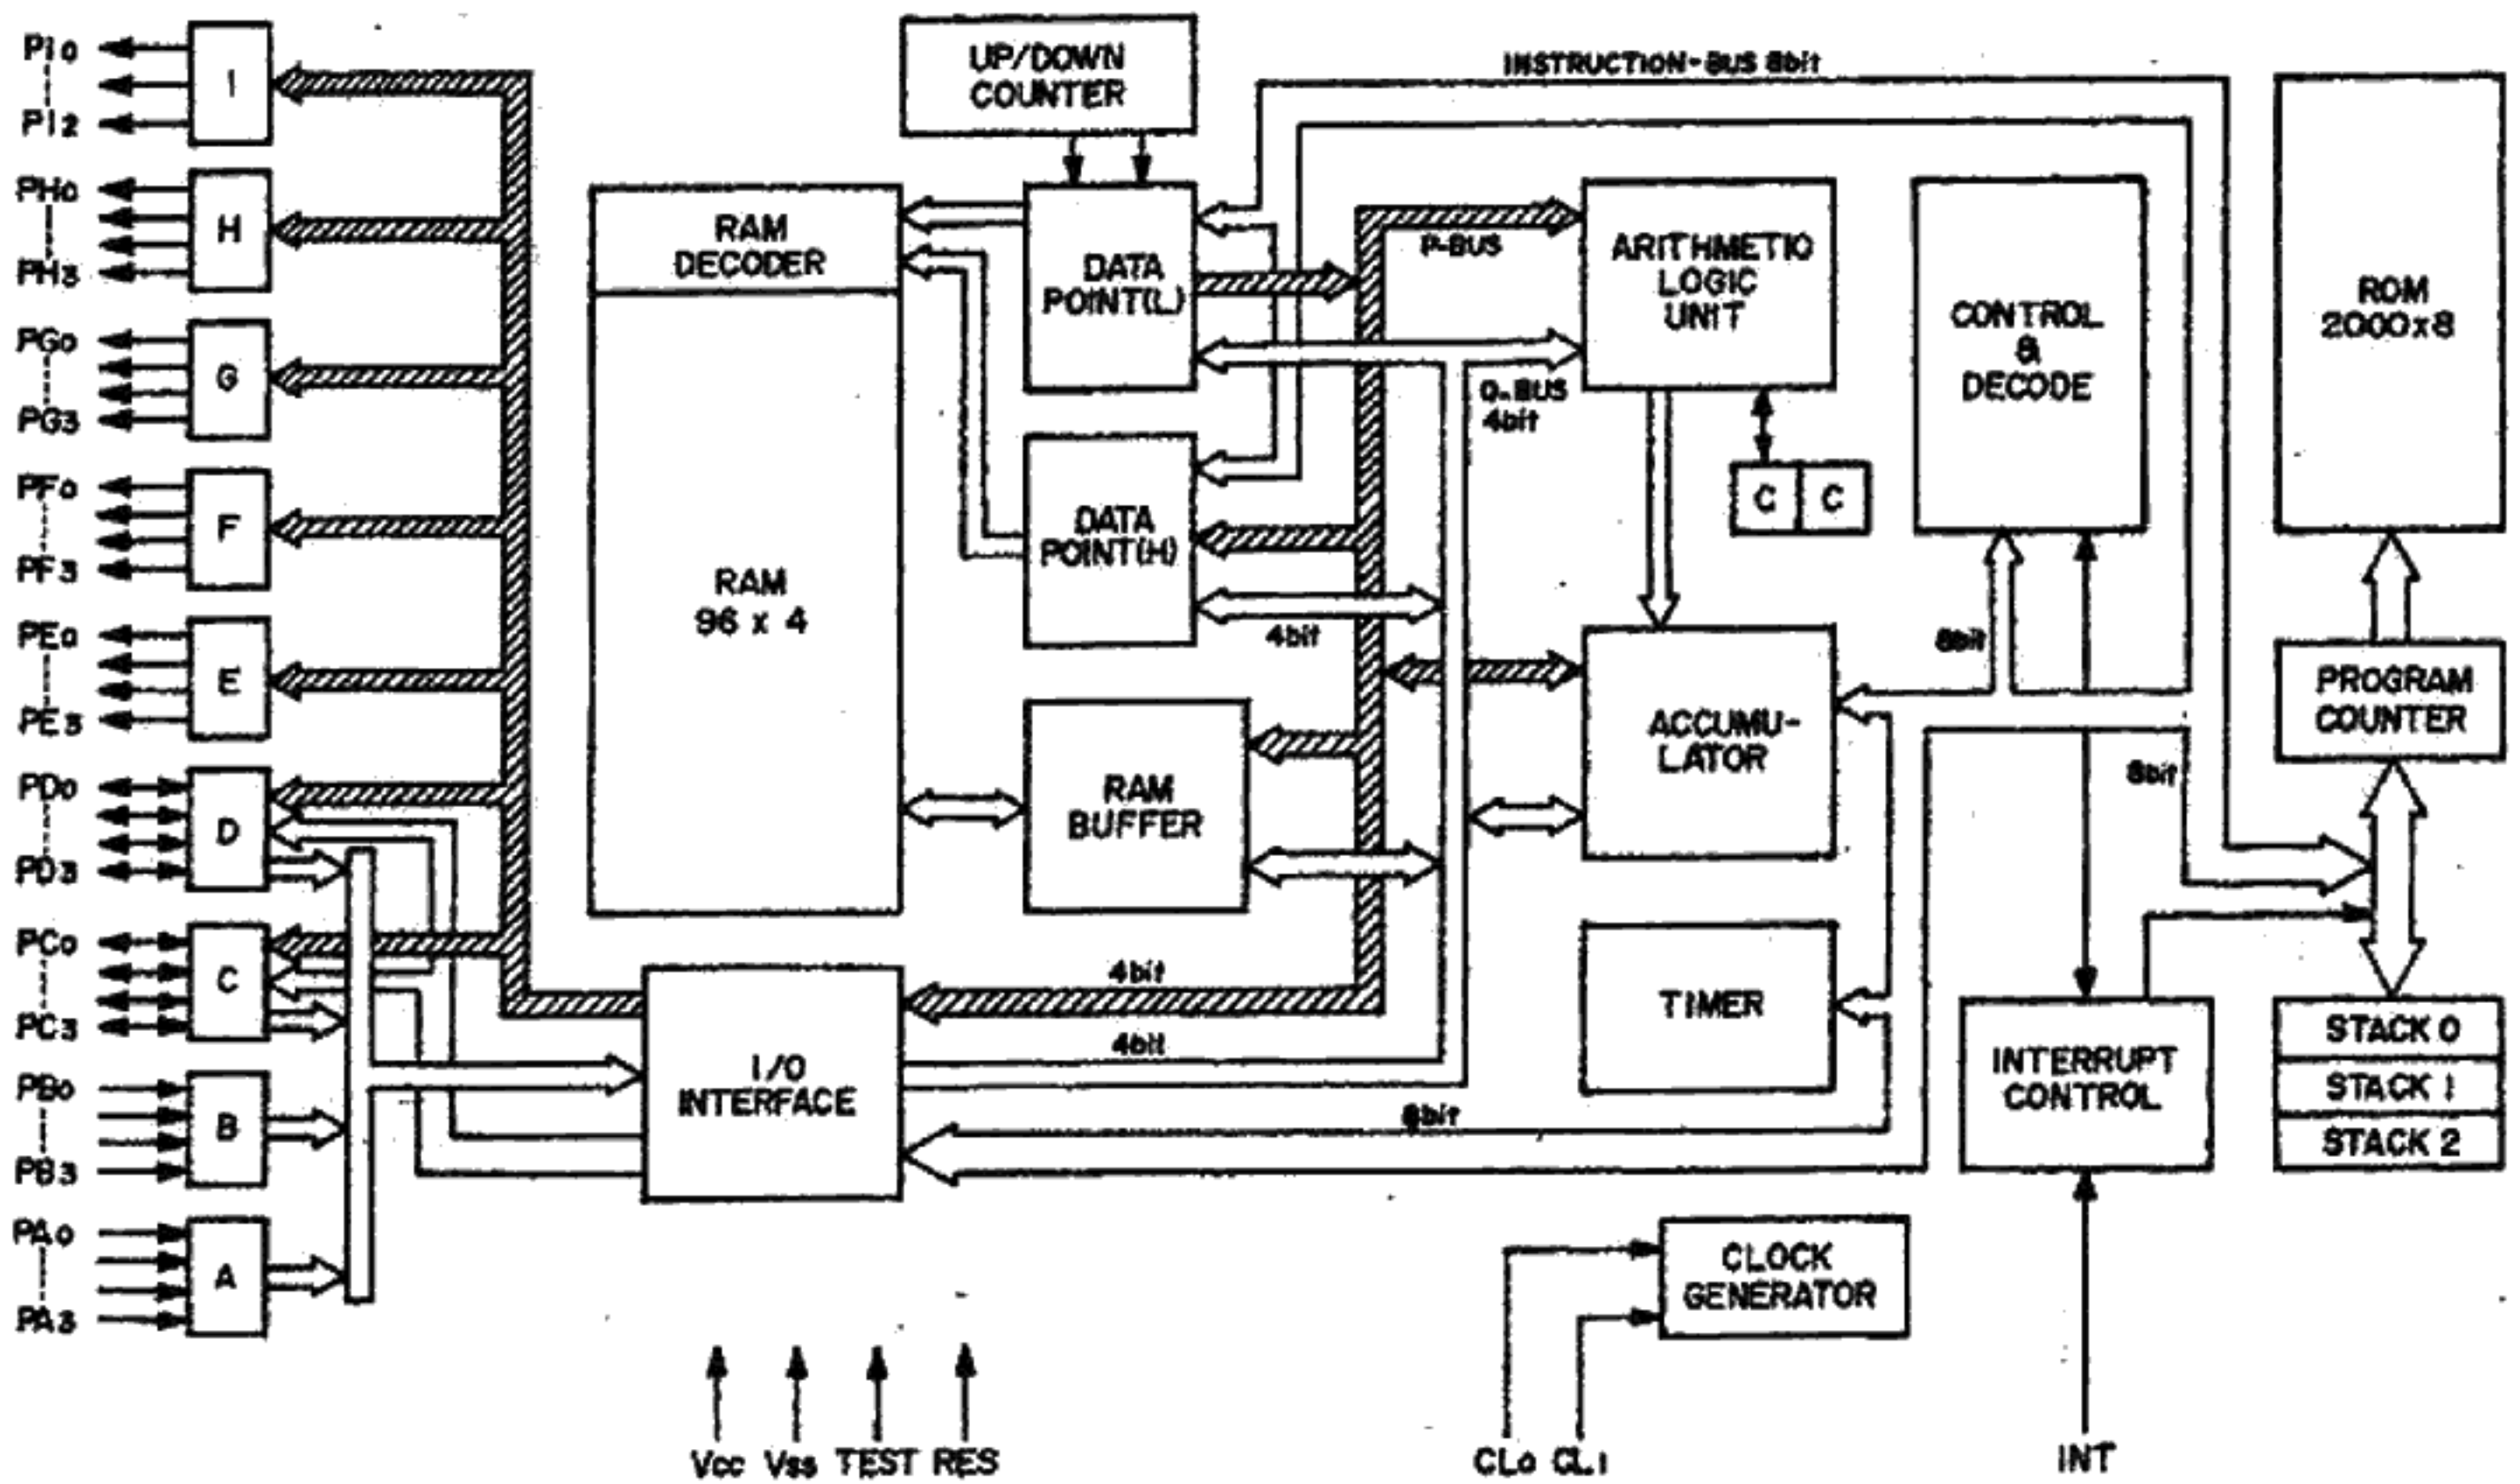 PI0
PI2
I
PH0
PH3
H
PG0
PG3
G
PF0
PF3
F
PE0
PE3
E
PD0
PD3
D
PC0
PC3
C
PB0
PB3
B
PA0
PA3
A
UP/DOWN
COUNTER
INSTRUCTION-BUS 8bit
RAM
DECODER
DATA
POINT(L)
P-BUS
ARITHMETIC
LOGIC
UNIT
CONTROL
&
DECODE
ROM
2000x8
O-BUS
4bit
C C
DATA
POINT(H)
4bit
RAM
96 x 4
8bit
PROGRAM
COUNTER
ACCUMU-
LATOR
8bit
RAM
BUFFER
4bit
4bit
I/O
INTERFACE
TIMER
8bit
INTERRUPT
CONTROL
STACK 0
STACK 1
STACK 2
CLOCK
GENERATOR
Vcc Vss TEST RES
CL0 CL1
INT